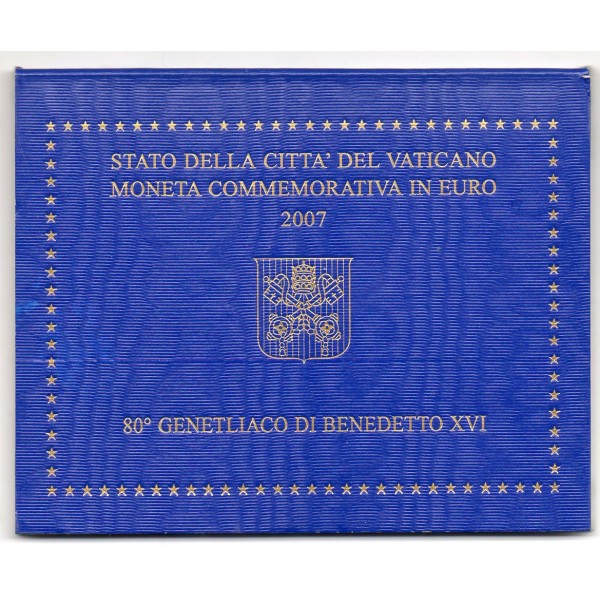 STATO DELLA CITTA' DEL VATICANO
MONETA COMMEMORATIVA IN EURO
2007
80° GENETLIACO DI BENEDETTO XVI